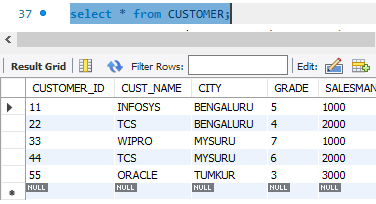 37 select * from CUSTOMER;
Result Grid Filter Rows: Edit:
CUSTOMER_ID CUST_NAME CITY GRADE SALESMAN
11 INFOSYS BENGALURU 5 1000
22 TCS BENGALURU 4 2000
33 WIPRO MYSURU 7 1000
44 TCS MYSURU 6 2000
55 ORACLE TUMKUR 3 3000
NULL NULL NULL NULL NULL